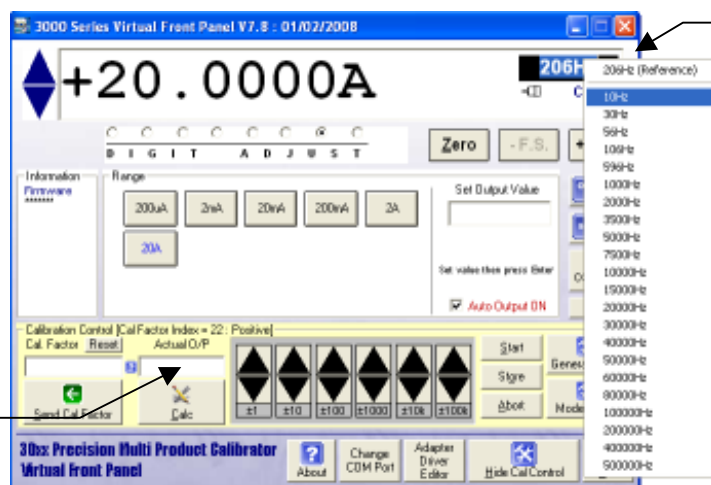 3000 Series Virtual Front Panel V7.8 : 01/02/2008
+20.0000A
206H
C
D I G I T A D J U S T
Zero
- F.S.
+
Information
Firmware
Range
200uA
2mA
20mA
200mA
2A
20A
Set Output Value
Set value then press Enter
Auto Output ON
Calibration Control [Cal Factor Index = 22 : Positive]
Cal. Factor
Reset
Actual O/P
Send Cal Factor
Calc
±1
±10
±100
±1000
±10k
±100k
Start
Store
Abort
Gene
Mode
30xx Precision Multi Product Calibrator
Virtual Front Panel
About
Change
COM Port
Adapter
Driver
Editor
Hide Cal Control
206Hz (Reference)
10Hz
30Hz
56Hz
106Hz
596Hz
1000Hz
2000Hz
3500Hz
5000Hz
7500Hz
10000Hz
15000Hz
20000Hz
30000Hz
40000Hz
50000Hz
60000Hz
80000Hz
100000Hz
200000Hz
400000Hz
500000Hz